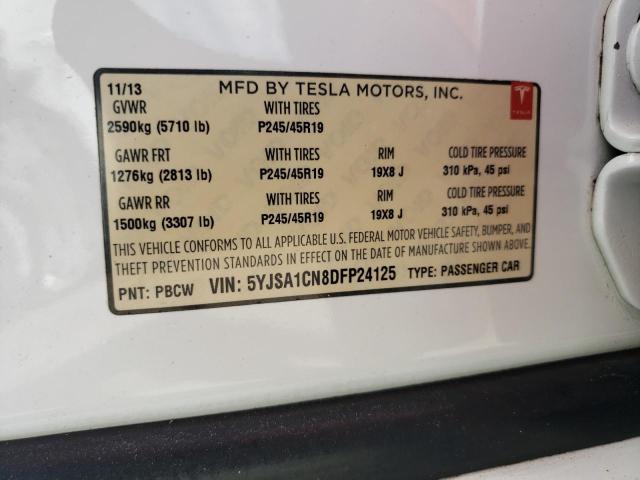 11/13 MFD BY TESLA MOTORS, INC.
GVWR WITH TIRES
2590kg (5710 lb) P245/45R19
GAWR FRT WITH TIRES RIM COLD TIRE PRESSURE
1276kg (2813 lb) P245/45R19 19X8 J 310 kPa, 45 psi
GAWR RR WITH TIRES RIM COLD TIRE PRESSURE
1500kg (3307 lb) P245/45R19 19X8 J 310 kPa, 45 psi
THIS VEHICLE CONFORMS TO ALL APPLICABLE U.S. FEDERAL MOTOR VEHICLE SAFETY, BUMPER, AND
THEFT PREVENTION STANDARDS IN EFFECT ON THE DATE OF MANUFACTURE SHOWN ABOVE.
PNT: PBCW VIN: 5YJSA1CN8DFP24125 TYPE: PASSENGER CAR
TESLA